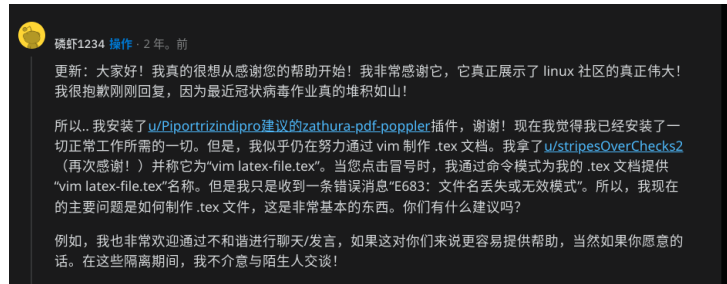 磷虾1234 操作 · 2 年。前
更新：大家好！我真的很想从感谢您的帮助开始！我非常感谢它，它真正展示了 linux 社区的真正伟大！
我很抱歉刚刚回复，因为最近冠状病毒作业真的堆积如山！
所以.. 我安装了u/Piportrizindipro建议的zathura-pdf-poppler插件，谢谢！现在我觉得我已经安装了一
切正常工作所需的一切。但是，我似乎仍在努力通过 vim 制作 .tex 文档。我拿了u/stripesOverChecks2
（再次感谢！）并称它为“vim latex-file.tex”。当您点击冒号时，我通过命令模式为我的 .tex 文档提供
“vim latex-file.tex”名称。但是我只是收到一条错误消息“E683：文件名丢失或无效模式”。所以，我现在
的主要问题是如何制作 .tex 文件，这是非常基本的东西。你们有什么建议吗？
例如，我也非常欢迎通过不和谐进行聊天/发言，如果这对你们来说更容易提供帮助，当然如果你愿意的
话。在这些隔离期间，我不介意与陌生人交谈！